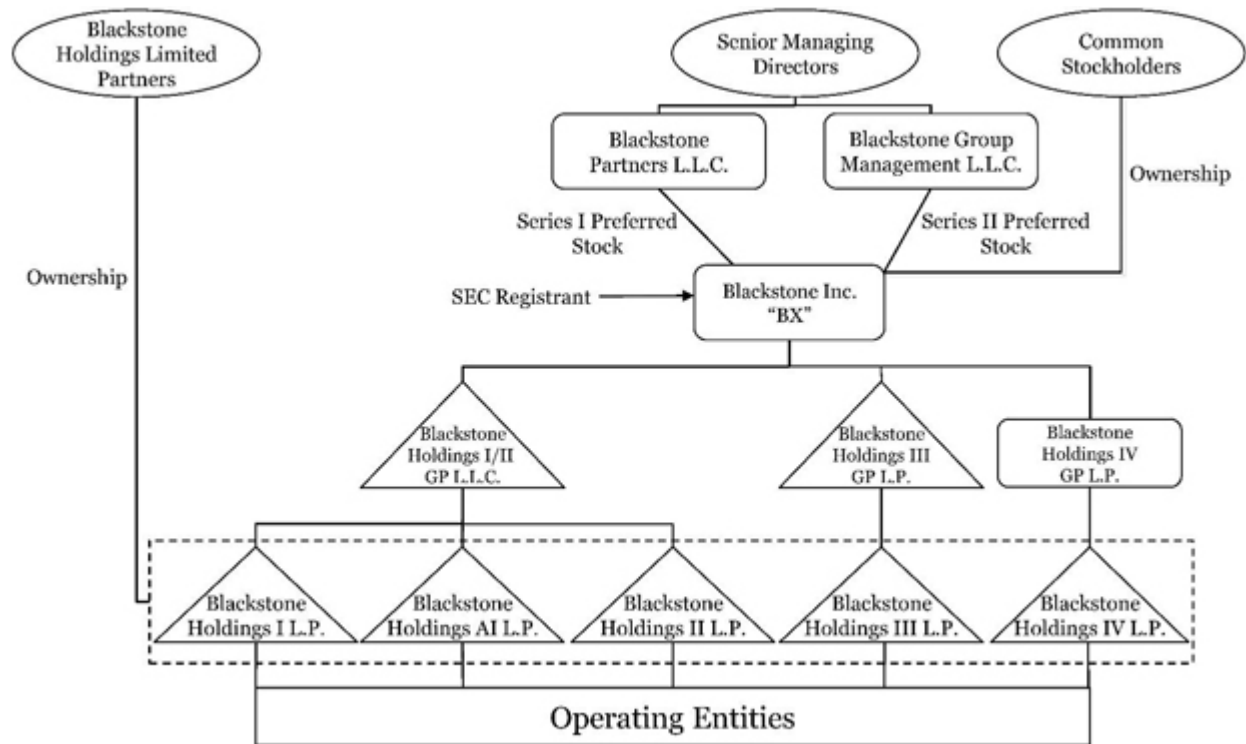 Blackstone
Holdings Limited
Partners
Senior Managing
Directors
Common
Stockholders
Blackstone
Partners L.L.C.
Blackstone Group
Management L.L.C.
Ownership
Series I Preferred
Stock
Series II Preferred
Stock
Ownership
SEC Registrant
Blackstone Inc.
“BX”
Blackstone
Holdings I/II
GP L.L.C.
Blackstone
Holdings III
GP L.P.
Blackstone
Holdings IV
GP L.P.
Blackstone
Holdings I L.P.
Blackstone
Holdings AI L.P.
Blackstone
Holdings II L.P.
Blackstone
Holdings III L.P.
Blackstone
Holdings IV L.P.
Operating Entities